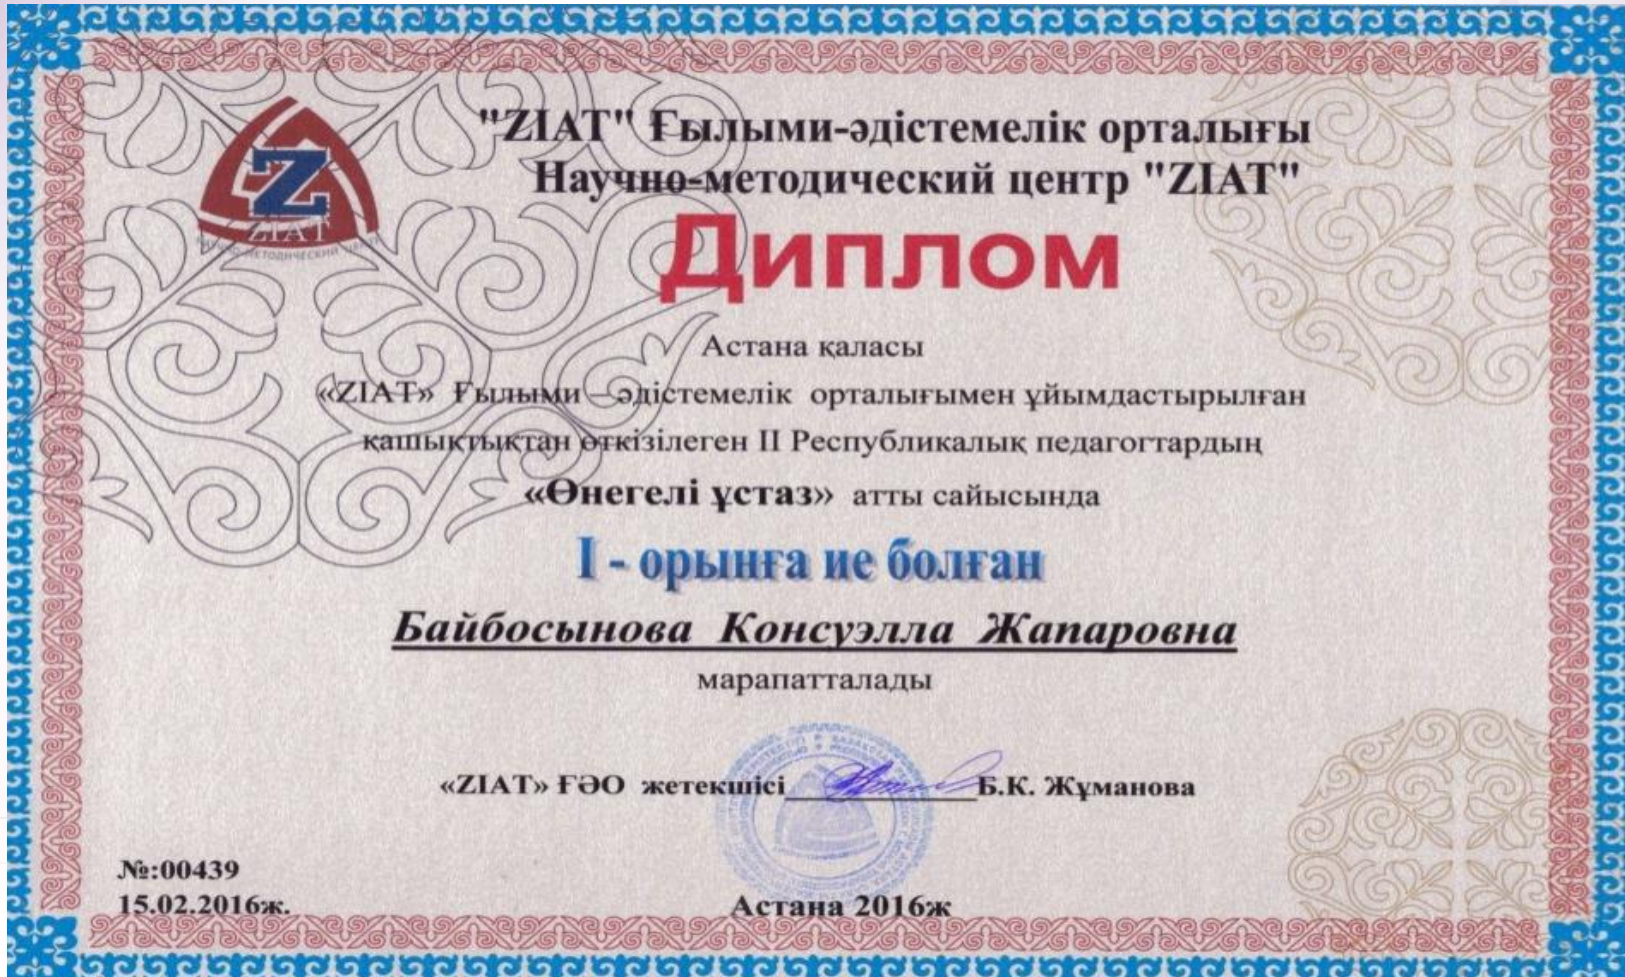 "ZIAT" Ғылыми-әдістемелік орталығы
Научно-методический центр "ZIAT"
Z
ZIAT
Диплом
Астана қаласы
«ZIAT» Ғылыми – әдістемелік орталығымен ұйымдастырылған
қашықтықтан өткізілеген II Республикалық педагогтардың
«Өнегелі ұстаз» атты сайысында
I - орынға ие болған
Байбосынова Консуэлла Жапаровна
марапатталады
«ZIAT» ҒӘО жетекшісі Б.К. Жұманова
№:00439
15.02.2016ж.
Астана 2016ж